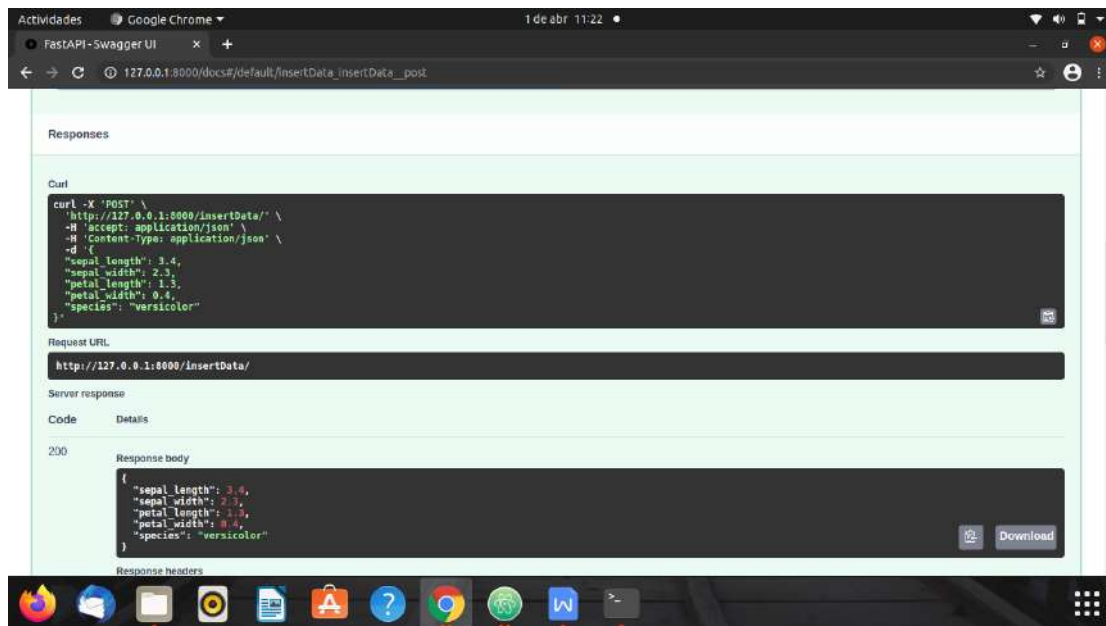 Actividades
Google Chrome
1 de abr 11:22
FastAPI - Swagger UI
127.0.0.1:8000/docs#/default/insertData_insertData__post
Responses
Curl
curl -X 'POST' \
'http://127.0.0.1:8000/insertData/' \
-H 'accept: application/json' \
-H 'Content-Type: application/json' \
-d '{
"sepal_length": 3.4,
"sepal_width": 2.3,
"petal_length": 1.3,
"petal_width": 0.4,
"species": "versicolor"
}'
Request URL
http://127.0.0.1:8000/insertData/
Server response
Code Details
200
Response body
{
"sepal_length": 3.4,
"sepal_width": 2.3,
"petal_length": 1.3,
"petal_width": 0.4,
"species": "versicolor"
}
Download
Response headers